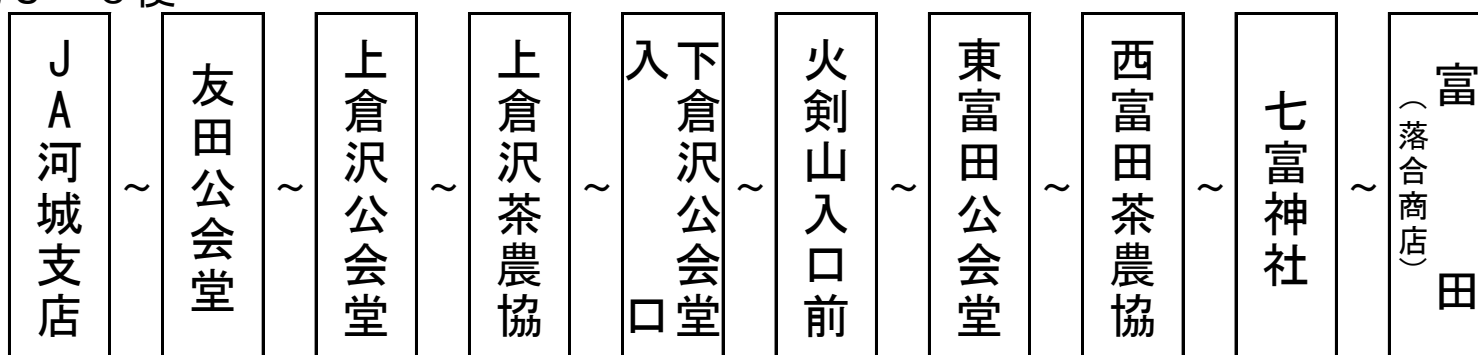 JA河城支店
～
友田公会堂
～
上倉沢公会堂
～
上倉沢茶農協
～
下倉沢公会堂
入口
～
火剣山入口前
～
東富田公会堂
～
西富田茶農協
～
七富神社
～
富田
（落合商店）